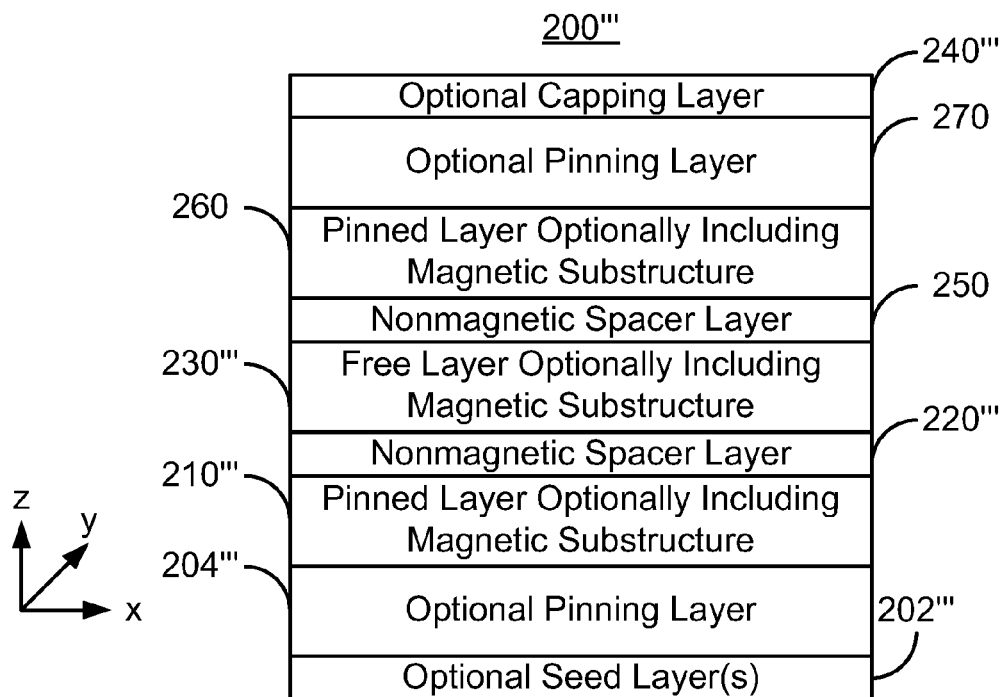 200'''
240'''
Optional Capping Layer
270
Optional Pinning Layer
260
Pinned Layer Optionally Including
Magnetic Substructure
250
Nonmagnetic Spacer Layer
230'''
Free Layer Optionally Including
Magnetic Substructure
220'''
Nonmagnetic Spacer Layer
210'''
Pinned Layer Optionally Including
Magnetic Substructure
z
y
x
204'''
Optional Pinning Layer
202'''
Optional Seed Layer(s)